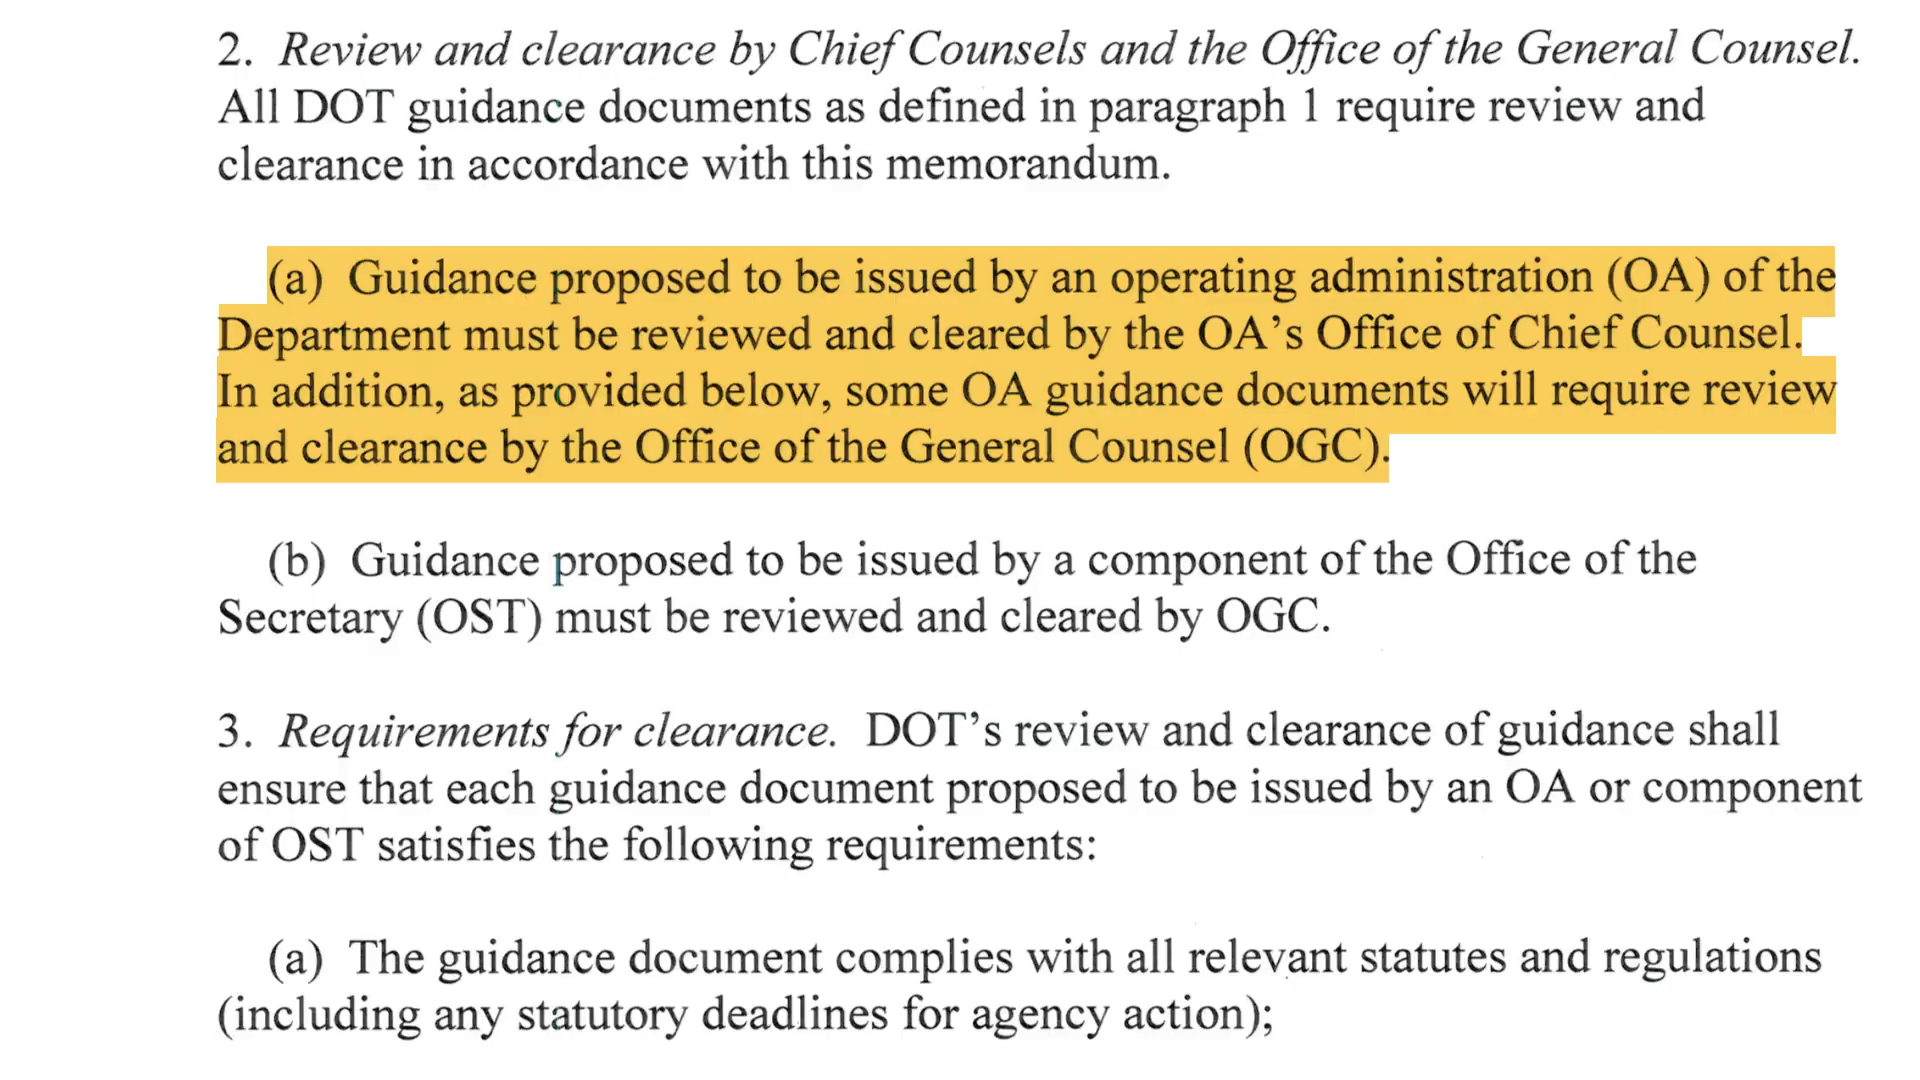 2. Review and clearance by Chief Counsels and the Office of the General Counsel.
All DOT guidance documents as defined in paragraph 1 require review and
clearance in accordance with this memorandum.
(a) Guidance proposed to be issued by an operating administration (OA) of the
Department must be reviewed and cleared by the OA’s Office of Chief Counsel.
In addition, as provided below, some OA guidance documents will require review
and clearance by the Office of the General Counsel (OGC).
(b) Guidance proposed to be issued by a component of the Office of the
Secretary (OST) must be reviewed and cleared by OGC.
3. Requirements for clearance. DOT’s review and clearance of guidance shall
ensure that each guidance document proposed to be issued by an OA or component
of OST satisfies the following requirements:
(a) The guidance document complies with all relevant statutes and regulations
(including any statutory deadlines for agency action);